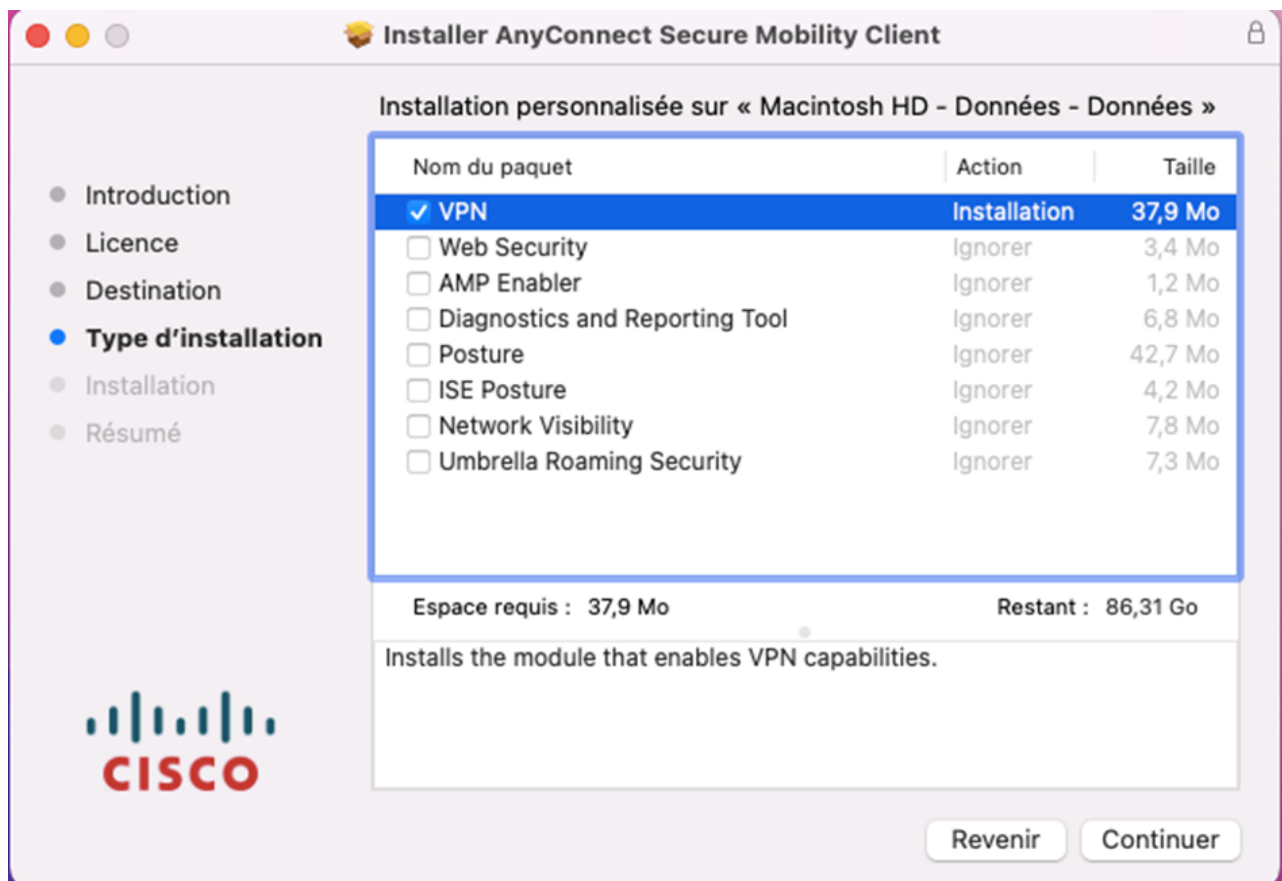 Installer AnyConnect Secure Mobility Client
Installation personnalisée sur « Macintosh HD - Données - Données »
Introduction
Licence
Destination
Type d’installation
Installation
Résumé
Nom du paquet Action Taille
VPN Installation 37,9 Mo
Web Security Ignorer 3,4 Mo
AMP Enabler Ignorer 1,2 Mo
Diagnostics and Reporting Tool Ignorer 6,8 Mo
Posture Ignorer 42,7 Mo
ISE Posture Ignorer 4,2 Mo
Network Visibility Ignorer 7,8 Mo
Umbrella Roaming Security Ignorer 7,3 Mo
Espace requis : 37,9 Mo Restant : 86,31 Go
Installs the module that enables VPN capabilities.
CISCO
Revenir Continuer